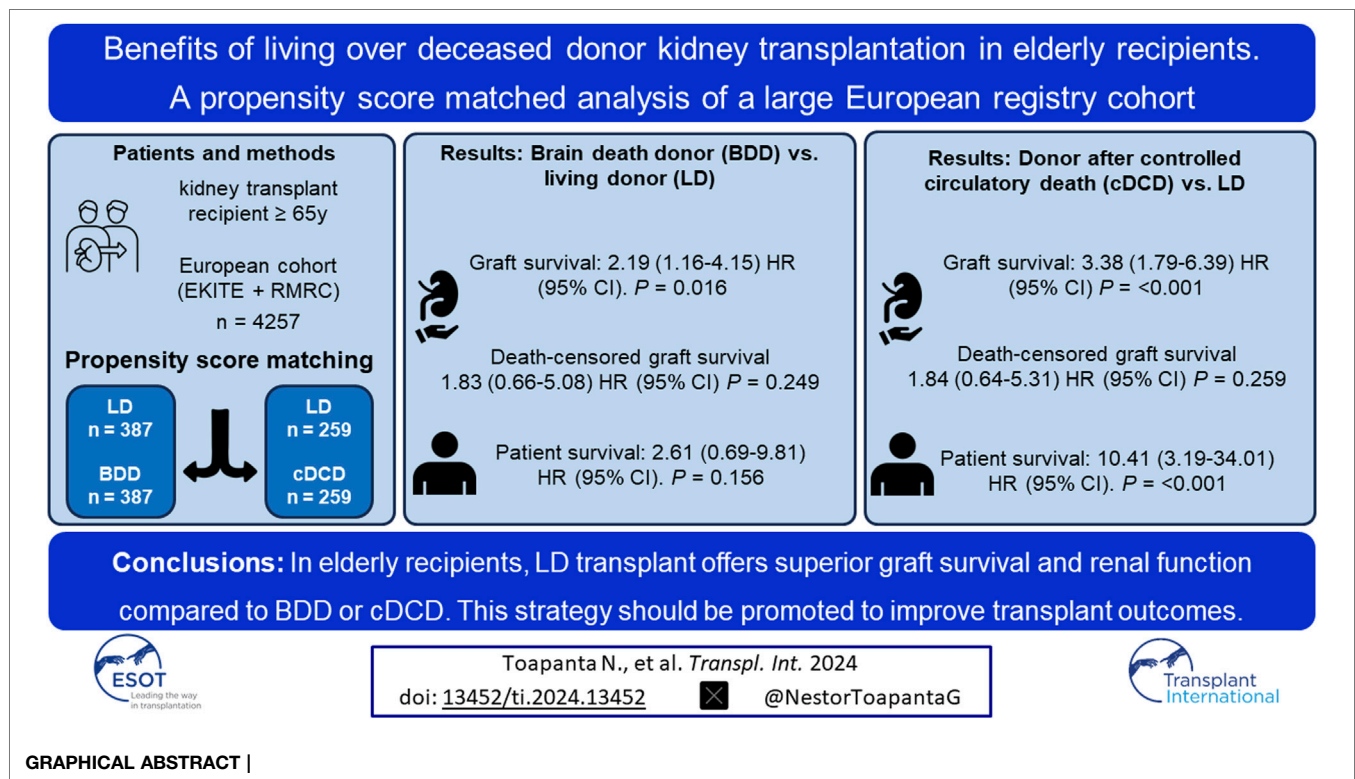 Benefits of living over deceased donor kidney transplantation in elderly recipients.
A propensity score matched analysis of a large European registry cohort
Patients and methods
kidney transplant
recipient ≥ 65y
European cohort
(EKITE + RMRC)
n = 4257
Propensity score matching
LD
n = 387
BDD
n = 387
LD
n = 259
cDCD
n = 259
Results: Brain death donor (BDD) vs.
living donor (LD)
Graft survival: 2.19 (1.16-4.15) HR
(95% CI). P = 0.016
Death-censored graft survival
1.83 (0.66-5.08) HR (95% CI) P = 0.249
Patient survival: 2.61 (0.69-9.81)
HR (95% CI). P = 0.156
Results: Donor after controlled
circulatory death (cDCD) vs. LD
Graft survival: 3.38 (1.79-6.39) HR
(95% CI) P = <0.001
Death-censored graft survival
1.84 (0.64-5.31) HR (95% CI) P = 0.259
Patient survival: 10.41 (3.19-34.01)
HR (95% CI). P = <0.001
Conclusions: In elderly recipients, LD transplant offers superior graft survival and renal function
compared to BDD or cDCD. This strategy should be promoted to improve transplant outcomes.
ESOT
Leading the way
in transplantation
Toapanta N., et al. Transpl. Int. 2024
doi: 13452/ti.2024.13452 @NestorToapantaG
Transplant
International
GRAPHICAL ABSTRACT |